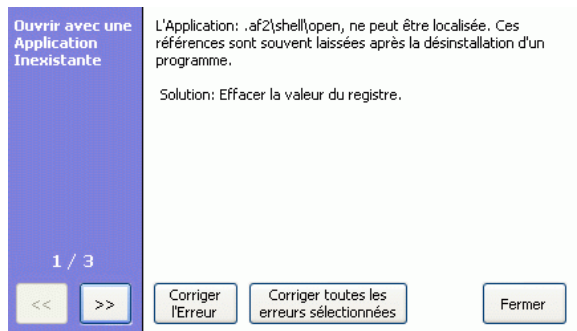 Ouvrir avec une
Application
Inexistante
L'Application: .af2\shell\open, ne peut être localisée. Ces
références sont souvent laissées après la désinstallation d'un
programme.
Solution: Effacer la valeur du registre.
1 / 3
<<
>>
Corriger
l'Erreur
Corriger toutes les
erreurs sélectionnées
Fermer